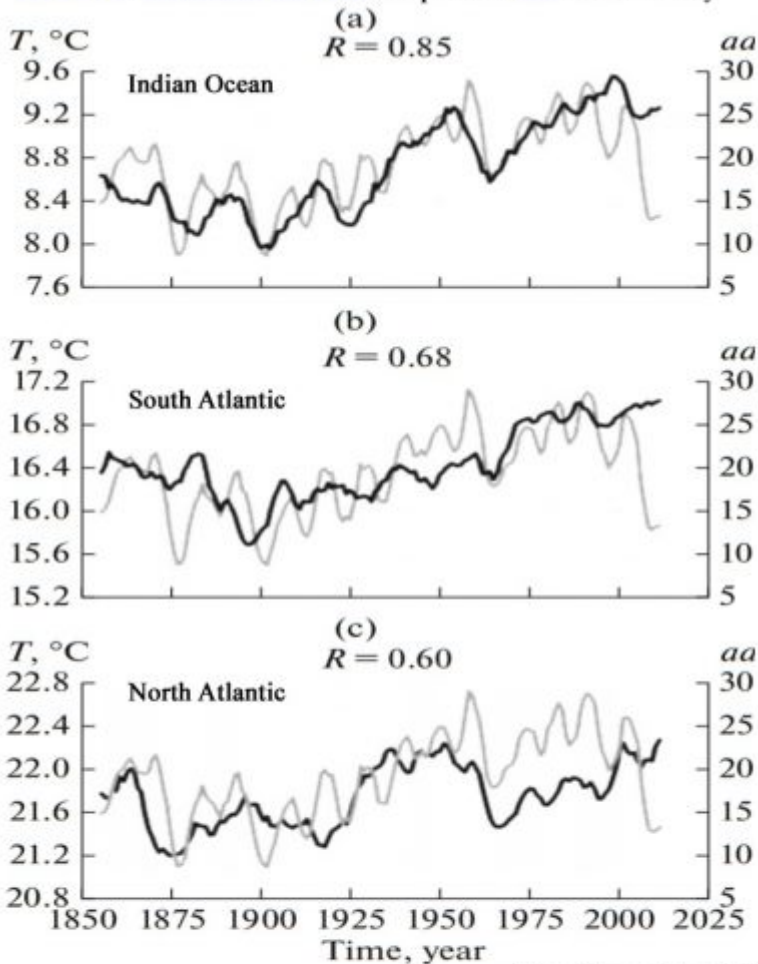 (a)
T, °C R = 0.85 aa
9.6 30
Indian Ocean
9.2 25
8.8 20
8.4 15
8.0 10
7.6 5
(b)
T, °C R = 0.68 aa
17.2 30
South Atlantic
16.8 25
16.4 20
16.0 15
15.6 10
15.2 5
(c)
T, °C R = 0.60 aa
22.8 30
North Atlantic
22.4 25
22.0 20
21.6 15
21.2 10
20.8 5
1850 1875 1900 1925 1950 1975 2000 2025
Time, year